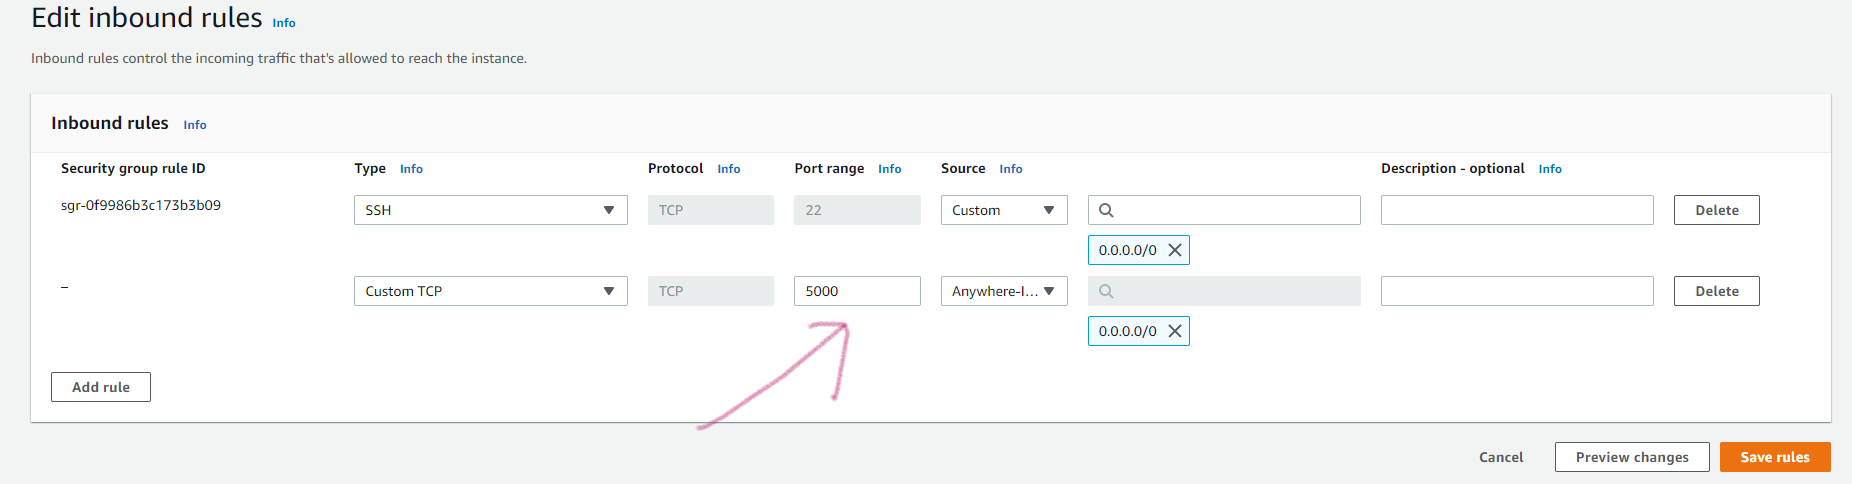 Edit inbound rules Info
Inbound rules control the incoming traffic that's allowed to reach the instance.
Inbound rules Info
Security group rule ID Type Info Protocol Info Port range Info Source Info Description - optional Info
sgr-0f9986b3c173b3b09 SSH TCP 22 Custom Delete
0.0.0.0/0
– Custom TCP TCP 5000 Anywhere-I... Delete
0.0.0.0/0
Add rule
Cancel Preview changes Save rules